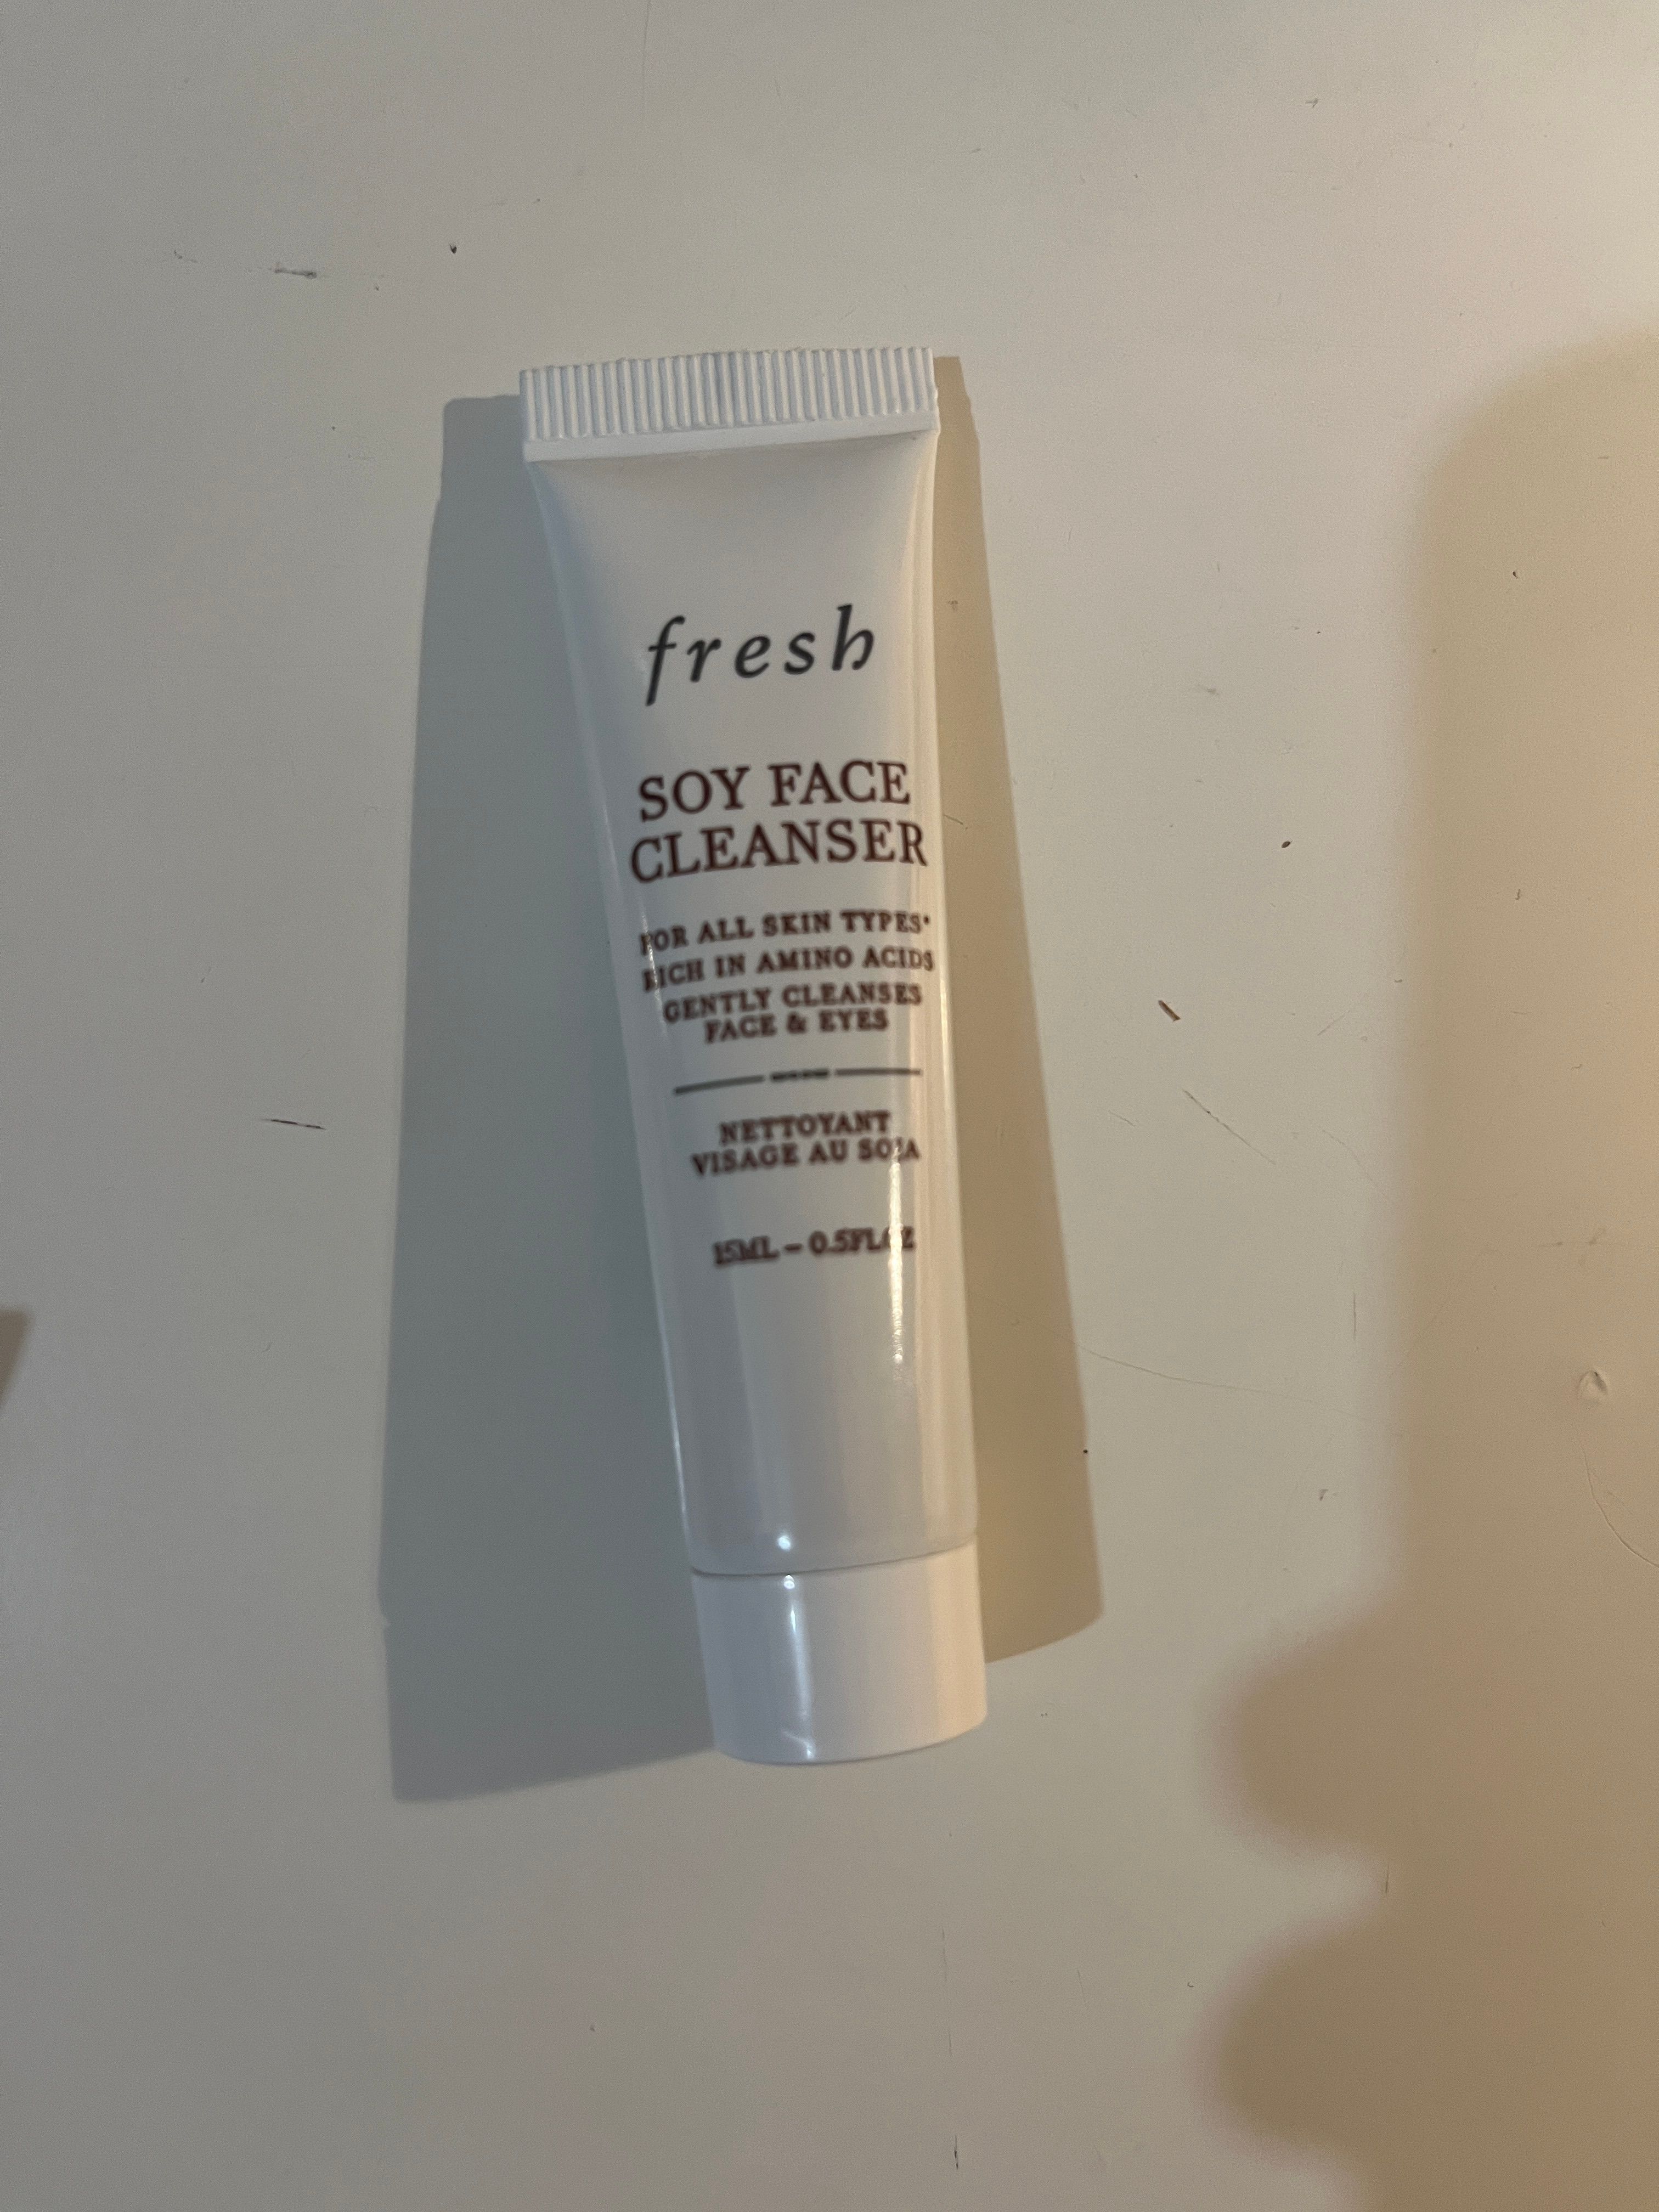 fresh
SOY FACE
CLEANSER
FOR ALL SKIN TYPES*
RICH IN AMINO ACIDS
GENTLY CLEANSES
FACE & EYES
NETTOYANT
VISAGE AU SOJA
15ML – 0.5FL.OZ